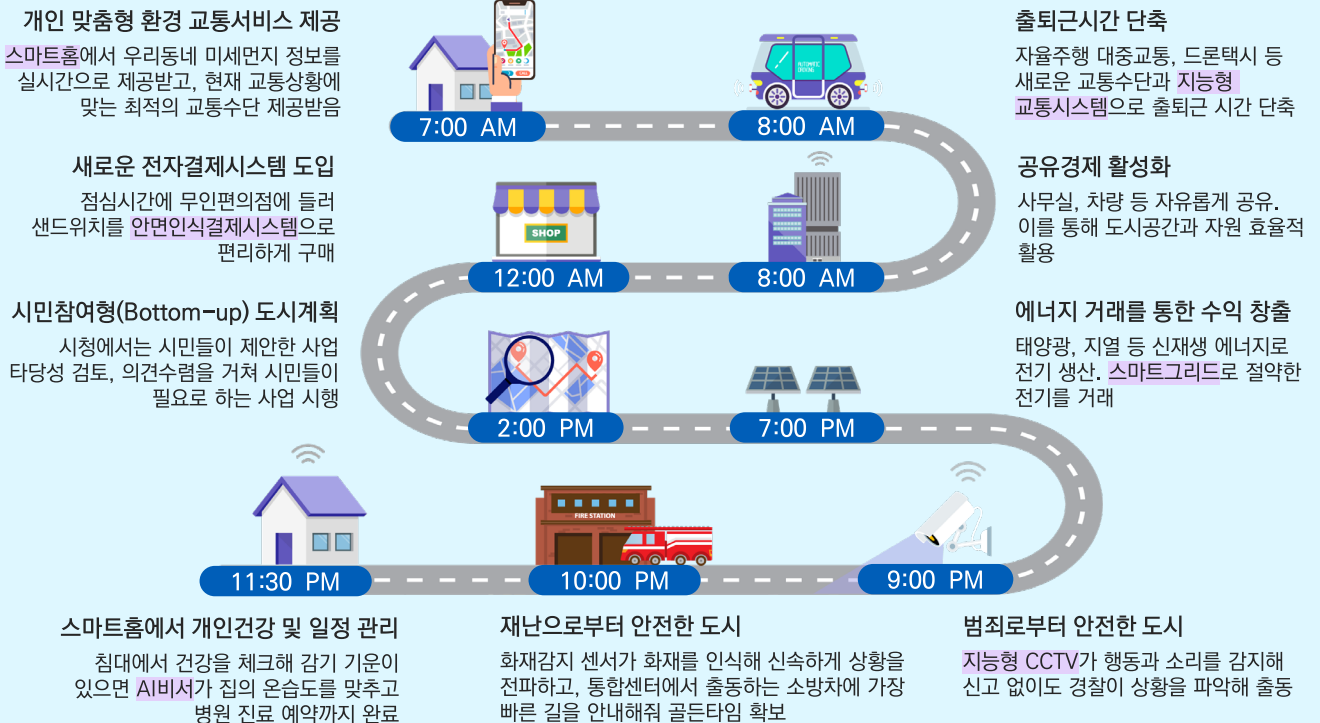 개인 맞춤형 환경 교통서비스 제공
스마트홈에서 우리동네 미세먼지 정보를
실시간으로 제공받고, 현재 교통상황에
맞는 최적의 교통수단 제공받음
7:00 AM
AUTOMATIC
DRIVING
8:00 AM
출퇴근시간 단축
자율주행 대중교통, 드론택시 등
새로운 교통수단과 지능형
교통시스템으로 출퇴근 시간 단축
새로운 전자결제시스템 도입
점심시간에 무인편의점에 들러
샌드위치를 안면인식결제시스템으로
편리하게 구매
SHOP
12:00 AM
8:00 AM
공유경제 활성화
사무실, 차량 등 자유롭게 공유.
이를 통해 도시공간과 자원 효율적
활용
시민참여형(Bottom-up) 도시계획
시청에서는 시민들이 제안한 사업
타당성 검토, 의견수렴을 거쳐 시민들이
필요로 하는 사업 시행
2:00 PM
7:00 PM
에너지 거래를 통한 수익 창출
태양광, 지열 등 신재생 에너지로
전기 생산. 스마트그리드로 절약한
전기를 거래
11:30 PM
FIRE STATION
10:00 PM
9:00 PM
스마트홈에서 개인건강 및 일정 관리
침대에서 건강을 체크해 감기 기운이
있으면 AI비서가 집의 온습도를 맞추고
병원 진료 예약까지 완료
재난으로부터 안전한 도시
화재감지 센서가 화재를 인식해 신속하게 상황을
전파하고, 통합센터에서 출동하는 소방차에 가장
빠른 길을 안내해줘 골든타임 확보
범죄로부터 안전한 도시
지능형 CCTV가 행동과 소리를 감지해
신고 없이도 경찰이 상황을 파악해 출동